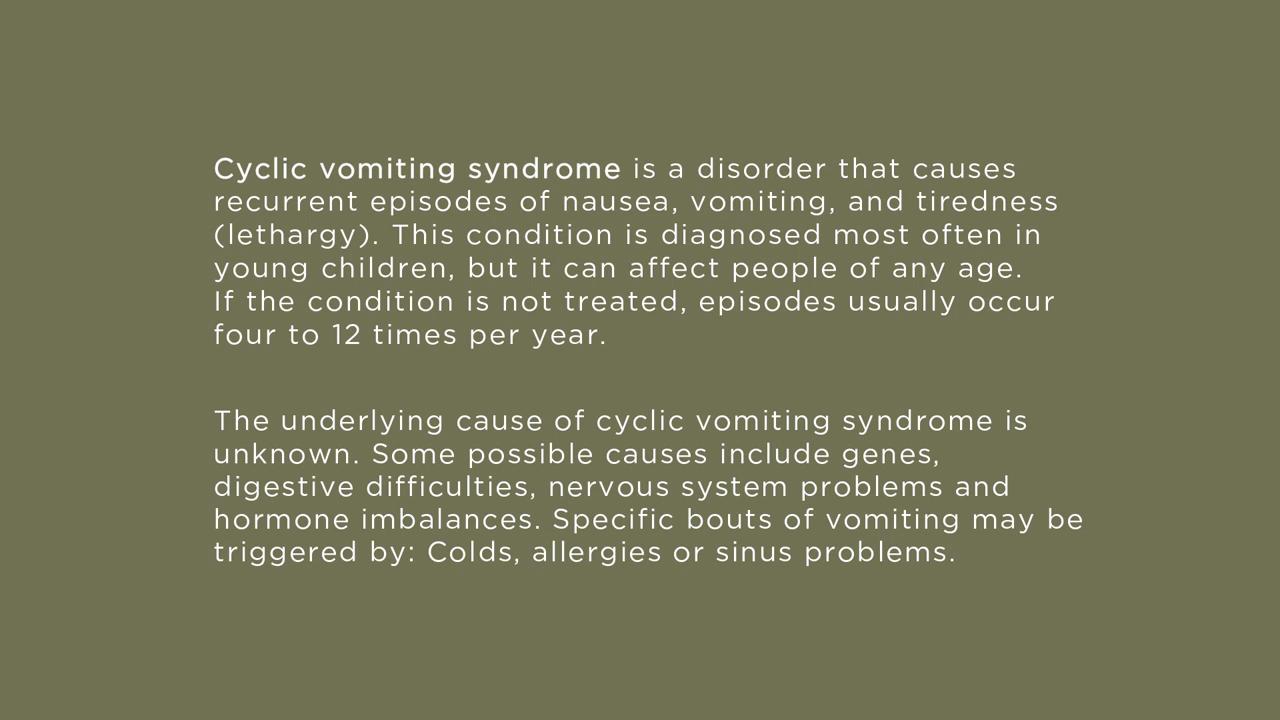 Cyclic vomiting syndrome is a disorder that causes
recurrent episodes of nausea, vomiting, and tiredness
(lethargy). This condition is diagnosed most often in
young children, but it can affect people of any age.
If the condition is not treated, episodes usually occur
four to 12 times per year.
The underlying cause of cyclic vomiting syndrome is
unknown. Some possible causes include genes,
digestive difficulties, nervous system problems and
hormone imbalances. Specific bouts of vomiting may be
triggered by: Colds, allergies or sinus problems.